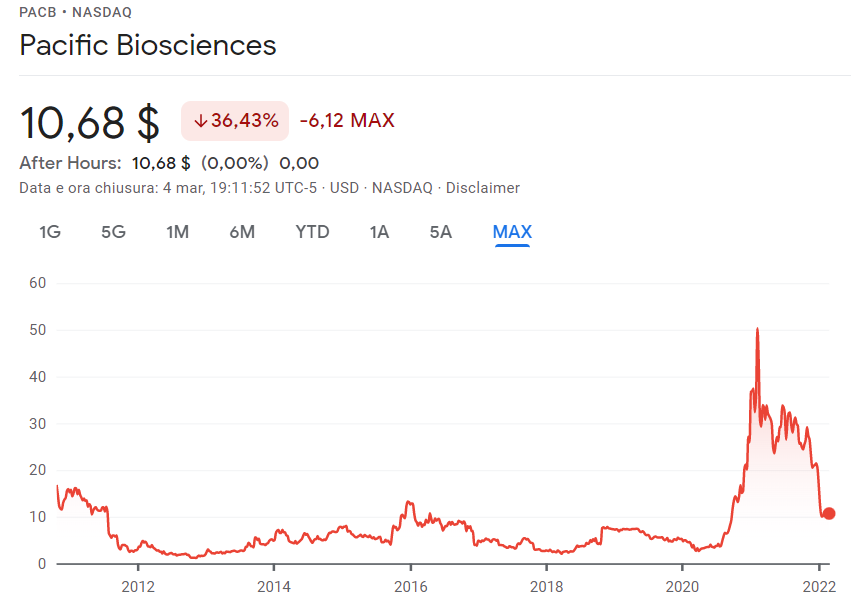 PACB • NASDAQ
Pacific Biosciences
10,68 $ ↓36,43% -6,12 MAX
After Hours: 10,68 $ (0,00%) 0,00
Data e ora chiusura: 4 mar, 19:11:52 UTC-5 · USD · NASDAQ · Disclaimer
1G 5G 1M 6M YTD 1A 5A MAX
60
50
40
30
20
10
0
2012 2014 2016 2018 2020 2022